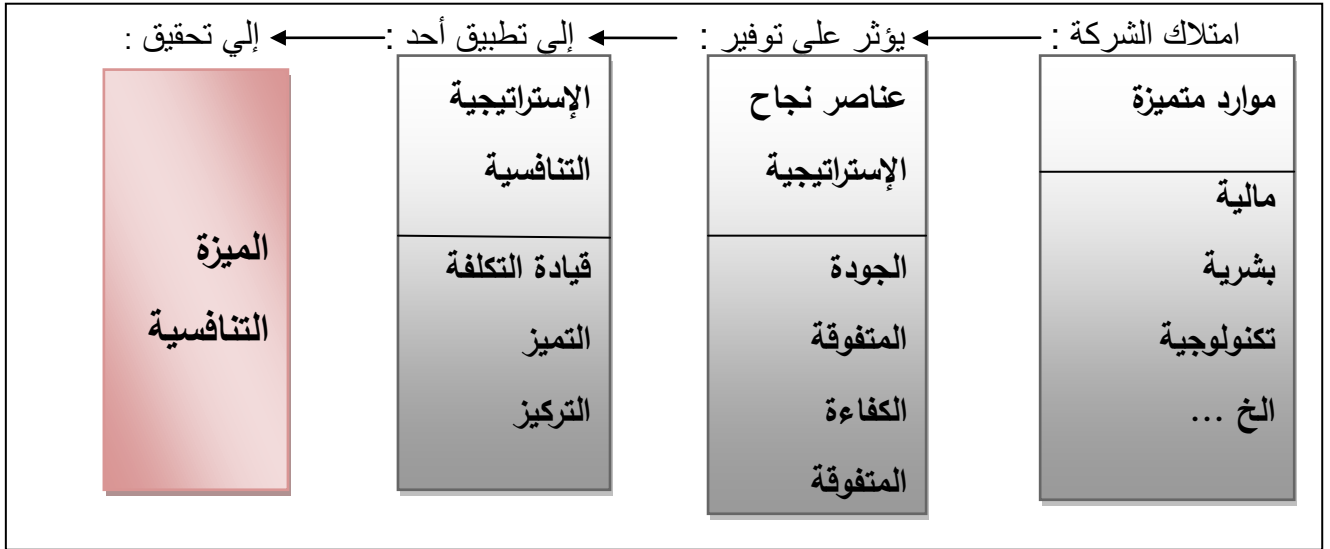 امتلاك الشركة :
يؤثر على توفير :
إلى تطبيق أحد :
إلي تحقيق :
موارد متميزة
مالية
بشرية
تكنولوجية
الخ ...
عناصر نجاح
الإستراتيجية
الجودة
المتفوقة
الكفاءة
المتفوقة
الإستراتيجية
التنافسية
قيادة التكلفة
التميز
التركيز
الميزة
التنافسية